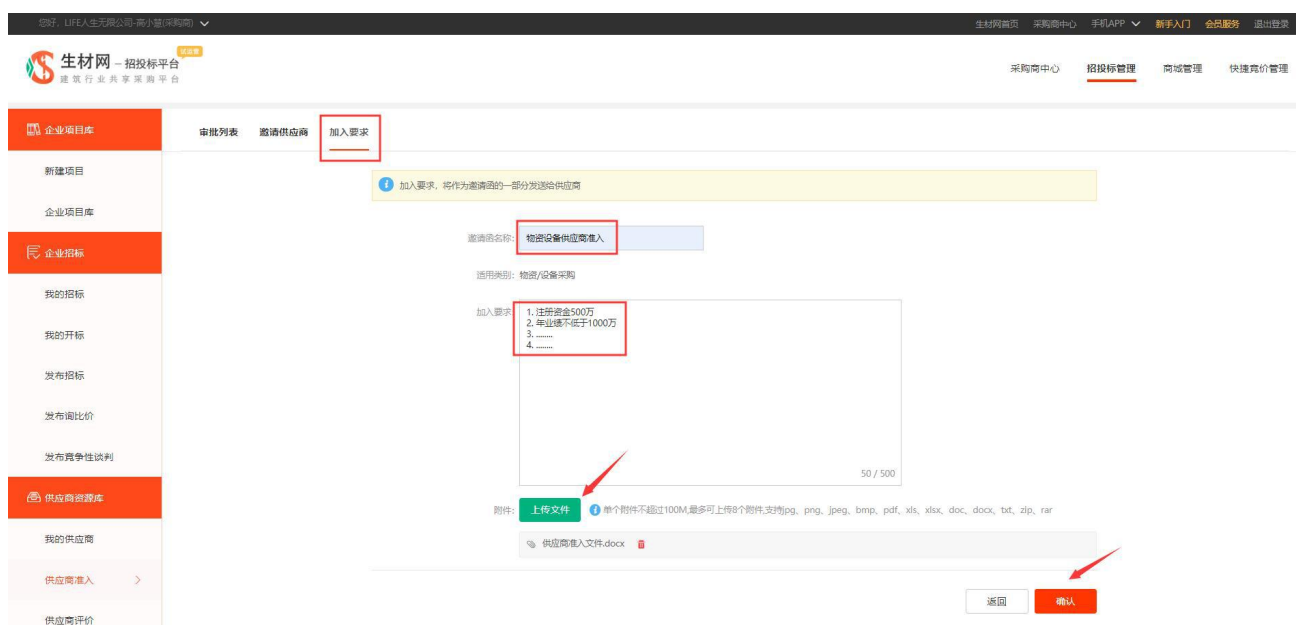 您好，LIFE人生无限公司-高小慧(采购商)
生材网首页 采购商中心 手机APP 新手入门 会员服务 退出登录
生材网 - 招投标平台
试运营
建筑行业共享采购平台
采购商中心 招投标管理 商城管理 快捷竞价管理
企业项目库
新建项目
企业项目库
企业招标
我的招标
我的开标
发布招标
发布询比价
发布竞争性谈判
供应商资源库
我的供应商
供应商准入
供应商评价
审批列表 邀请供应商 加入要求
加入要求，将作为邀请函的一部分发送给供应商
邀请函名称: 物资设备供应商准入
适用类别: 物资/设备采购
加入要求: 1. 注册资金500万
2. 年业绩不低于1000万
3. ........
4. ........
50 / 500
附件: 上传文件 单个附件不超过100M,最多可上传8个附件,支持jpg、png、jpeg、bmp、pdf、xls、xlsx、doc、docx、txt、zip、rar
供应商准入文件.docx
返回 确认